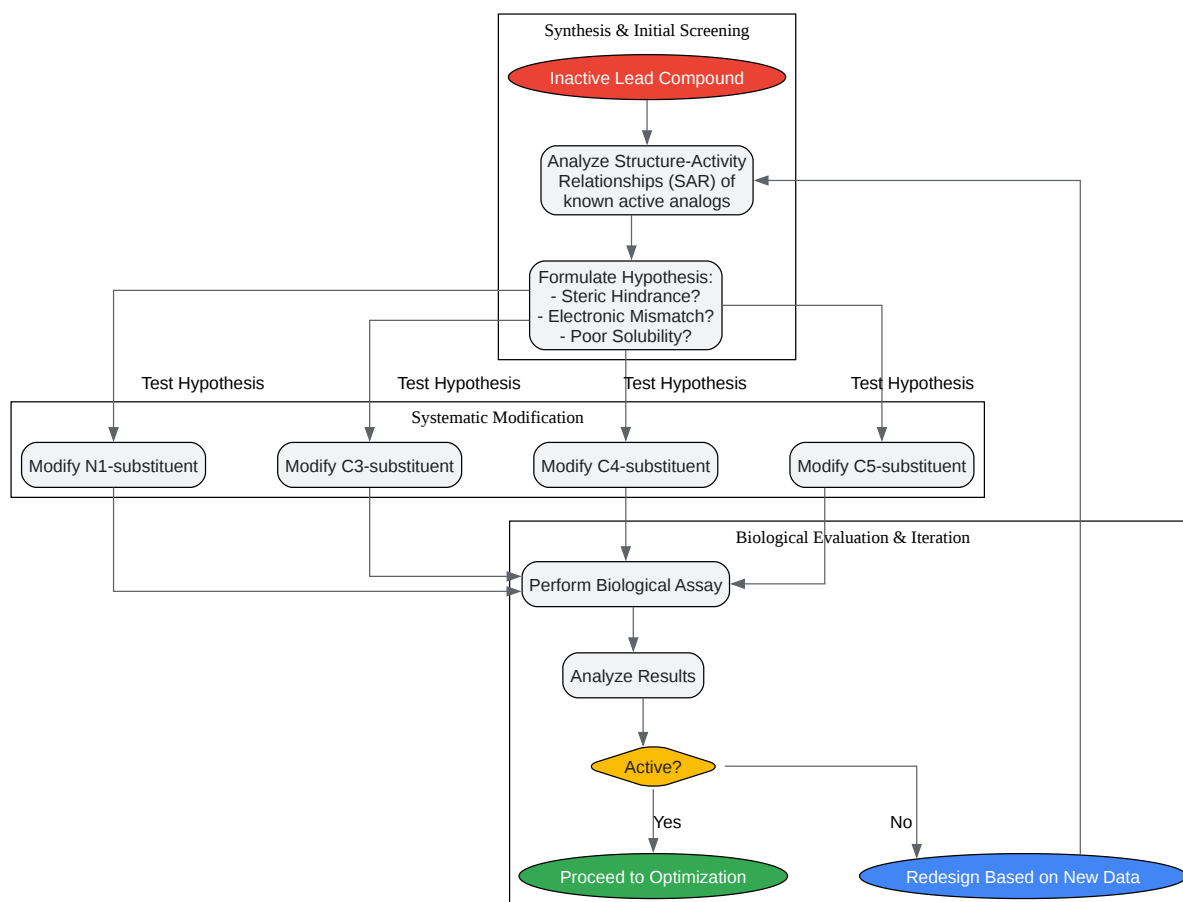 Synthesis & Initial Screening
Inactive Lead Compound
Analyze Structure-Activity
Relationships (SAR) of
known active analogs
Formulate Hypothesis:
- Steric Hindrance?
- Electronic Mismatch?
- Poor Solubility?
Test Hypothesis
Test Hypothesis
Test Hypothesis
Test Hypothesis
Systematic Modification
Modify N1-substituent
Modify C3-substituent
Modify C4-substituent
Modify C5-substituent
Biological Evaluation & Iteration
Perform Biological Assay
Analyze Results
Active?
Yes
No
Proceed to Optimization
Redesign Based on New Data